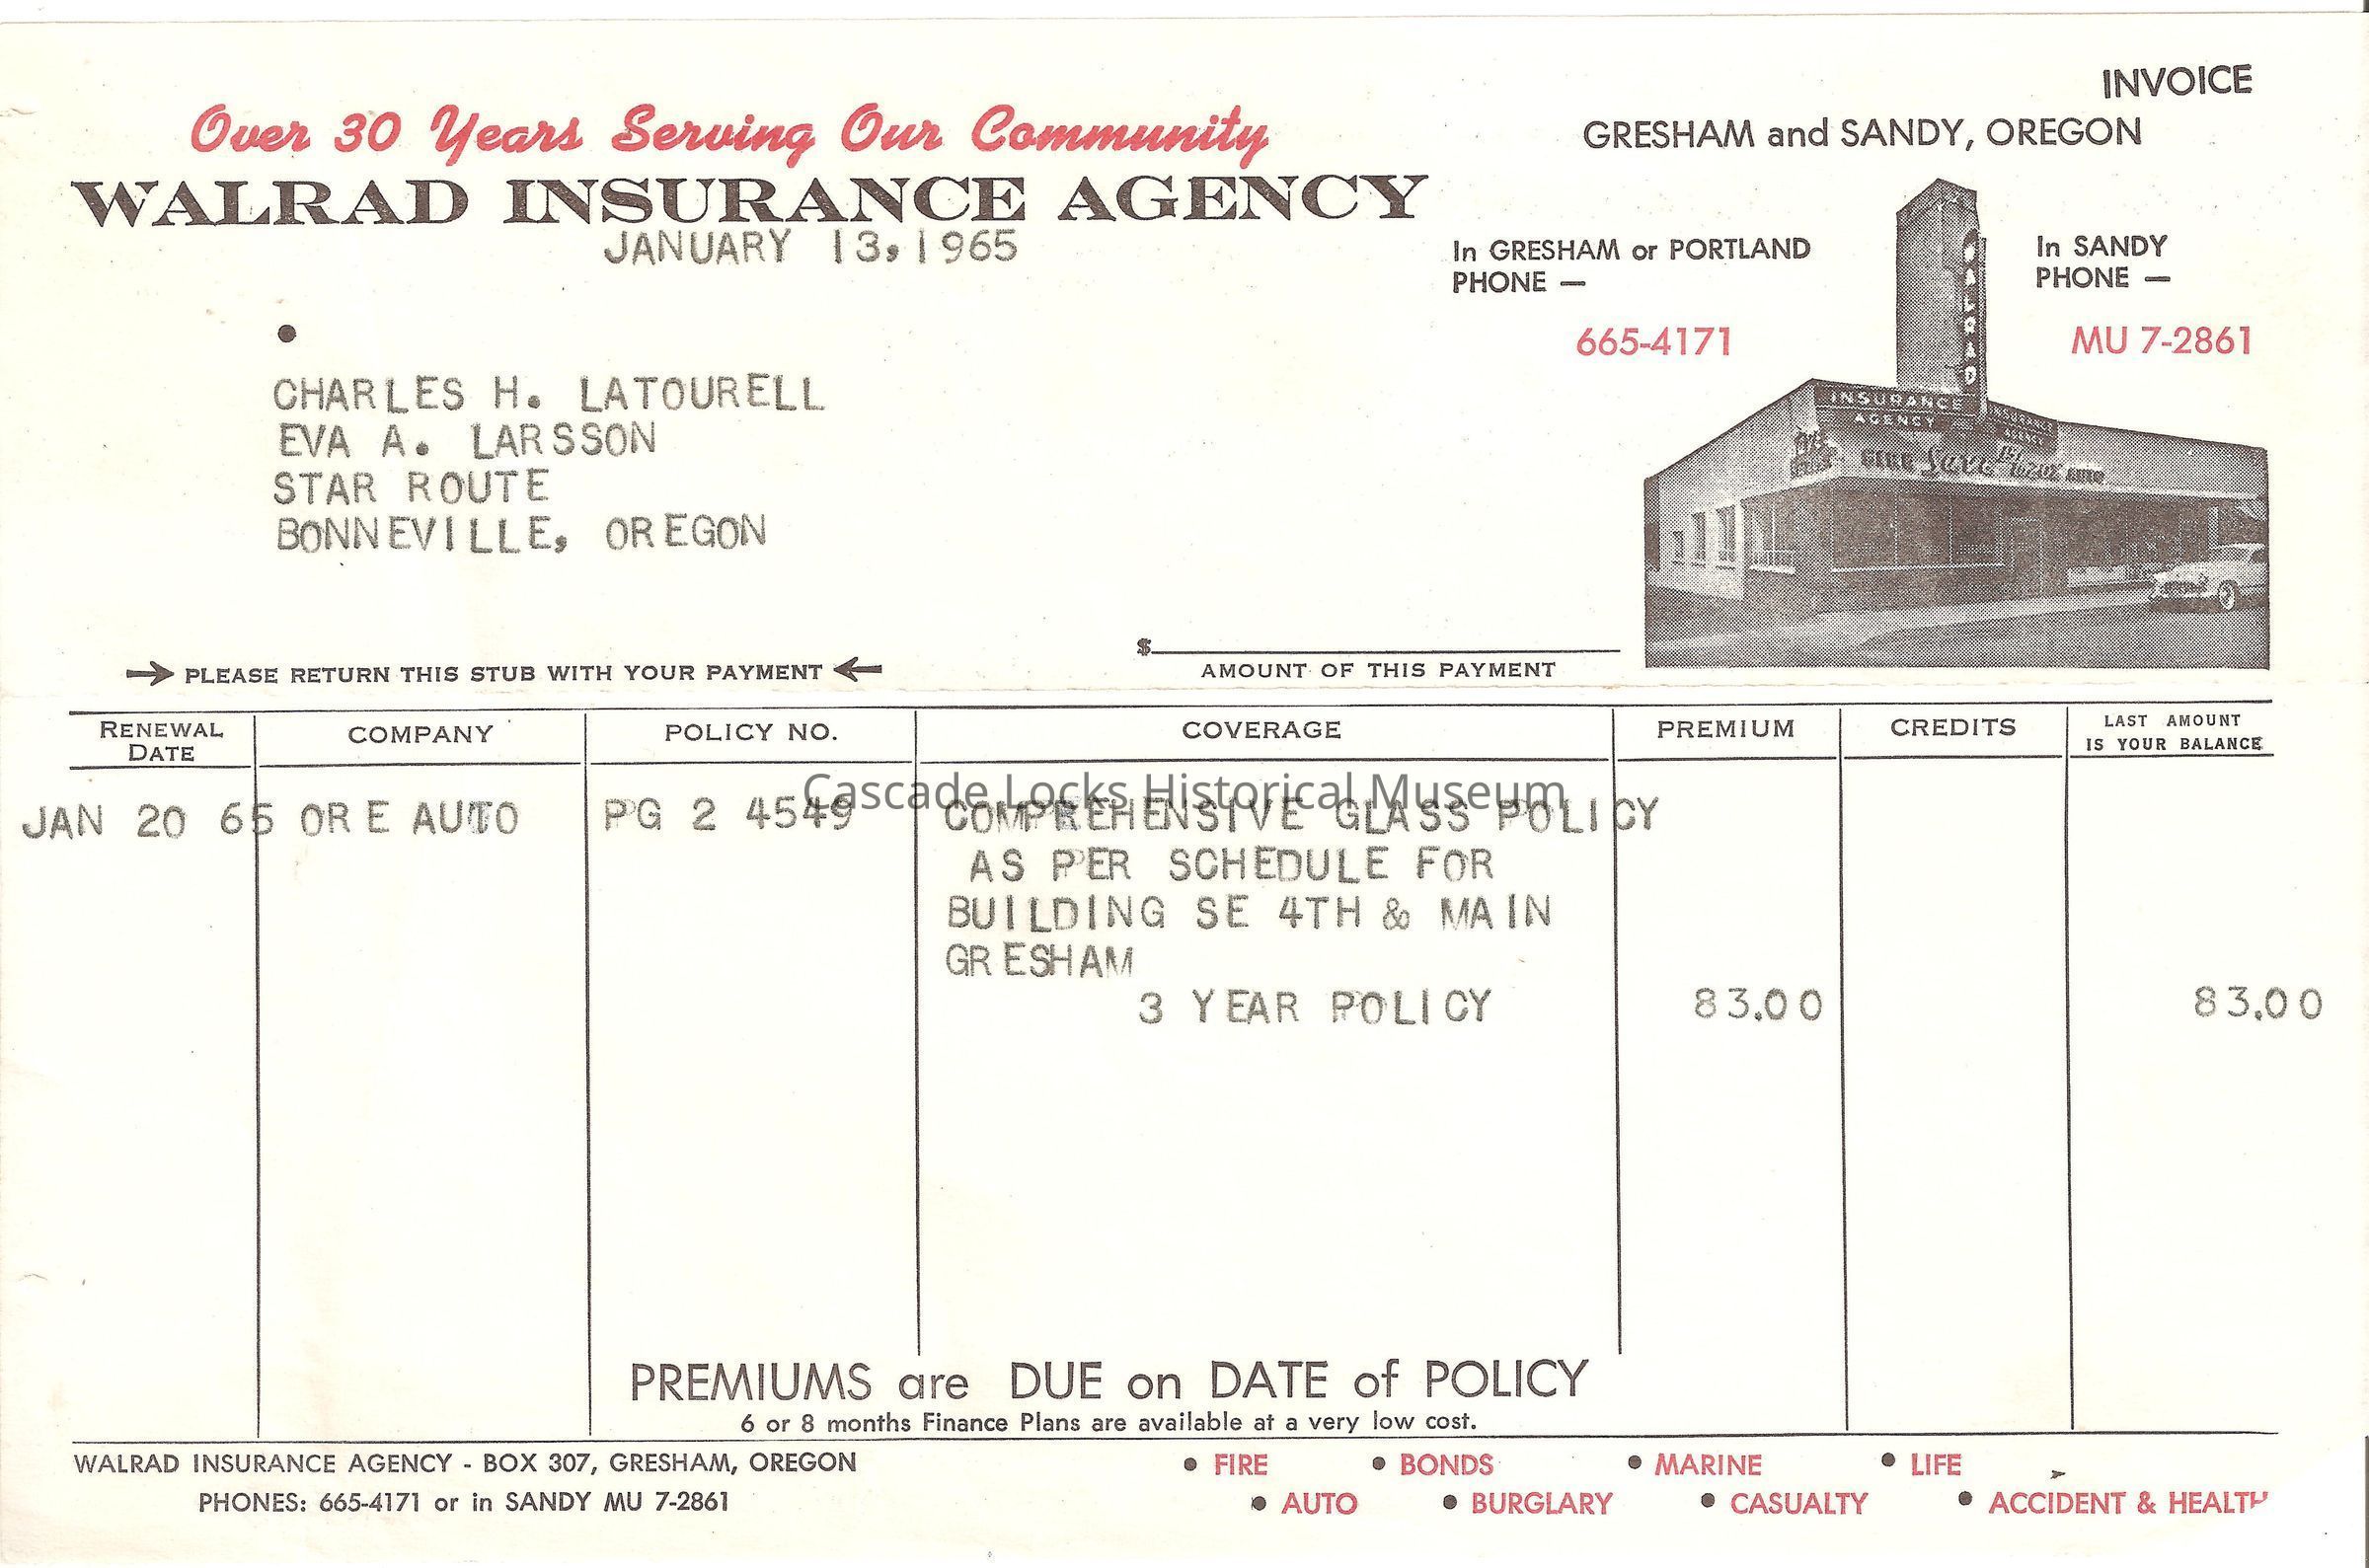 INVOICE
Over 30 Years Serving Our Community
GRESHAM and SANDY, OREGON
WALRAD INSURANCE AGENCY
JANUARY 13, 1965
In GRESHAM or PORTLAND
PHONE —
665-4171
In SANDY
PHONE —
MU 7-2861
WALRAD
INSURANCE
AGENCY
INSURANCE
AGENCY
Save
AUTO
CHARLES H. LATOURELL
EVA A. LARSSON
STAR ROUTE
BONNEVILLE, OREGON
$
PLEASE RETURN THIS STUB WITH YOUR PAYMENT
AMOUNT OF THIS PAYMENT
RENEWAL DATE COMPANY POLICY NO. COVERAGE PREMIUM CREDITS LAST AMOUNT IS YOUR BALANCE
Cascade Locks Historical Museum
JAN 20 65 ORE AUTO PG 2 4549 COMPREHENSIVE GLASS POLICY
AS PER SCHEDULE FOR
BUILDING SE 4TH & MAIN
GRESHAM
3 YEAR POLICY 83.00 83.00
PREMIUMS are DUE on DATE of POLICY
6 or 8 months Finance Plans are available at a very low cost.
WALRAD INSURANCE AGENCY - BOX 307, GRESHAM, OREGON
PHONES: 665-4171 or in SANDY MU 7-2861
• FIRE • BONDS • MARINE • LIFE
• AUTO • BURGLARY • CASUALTY • ACCIDENT & HEALTH